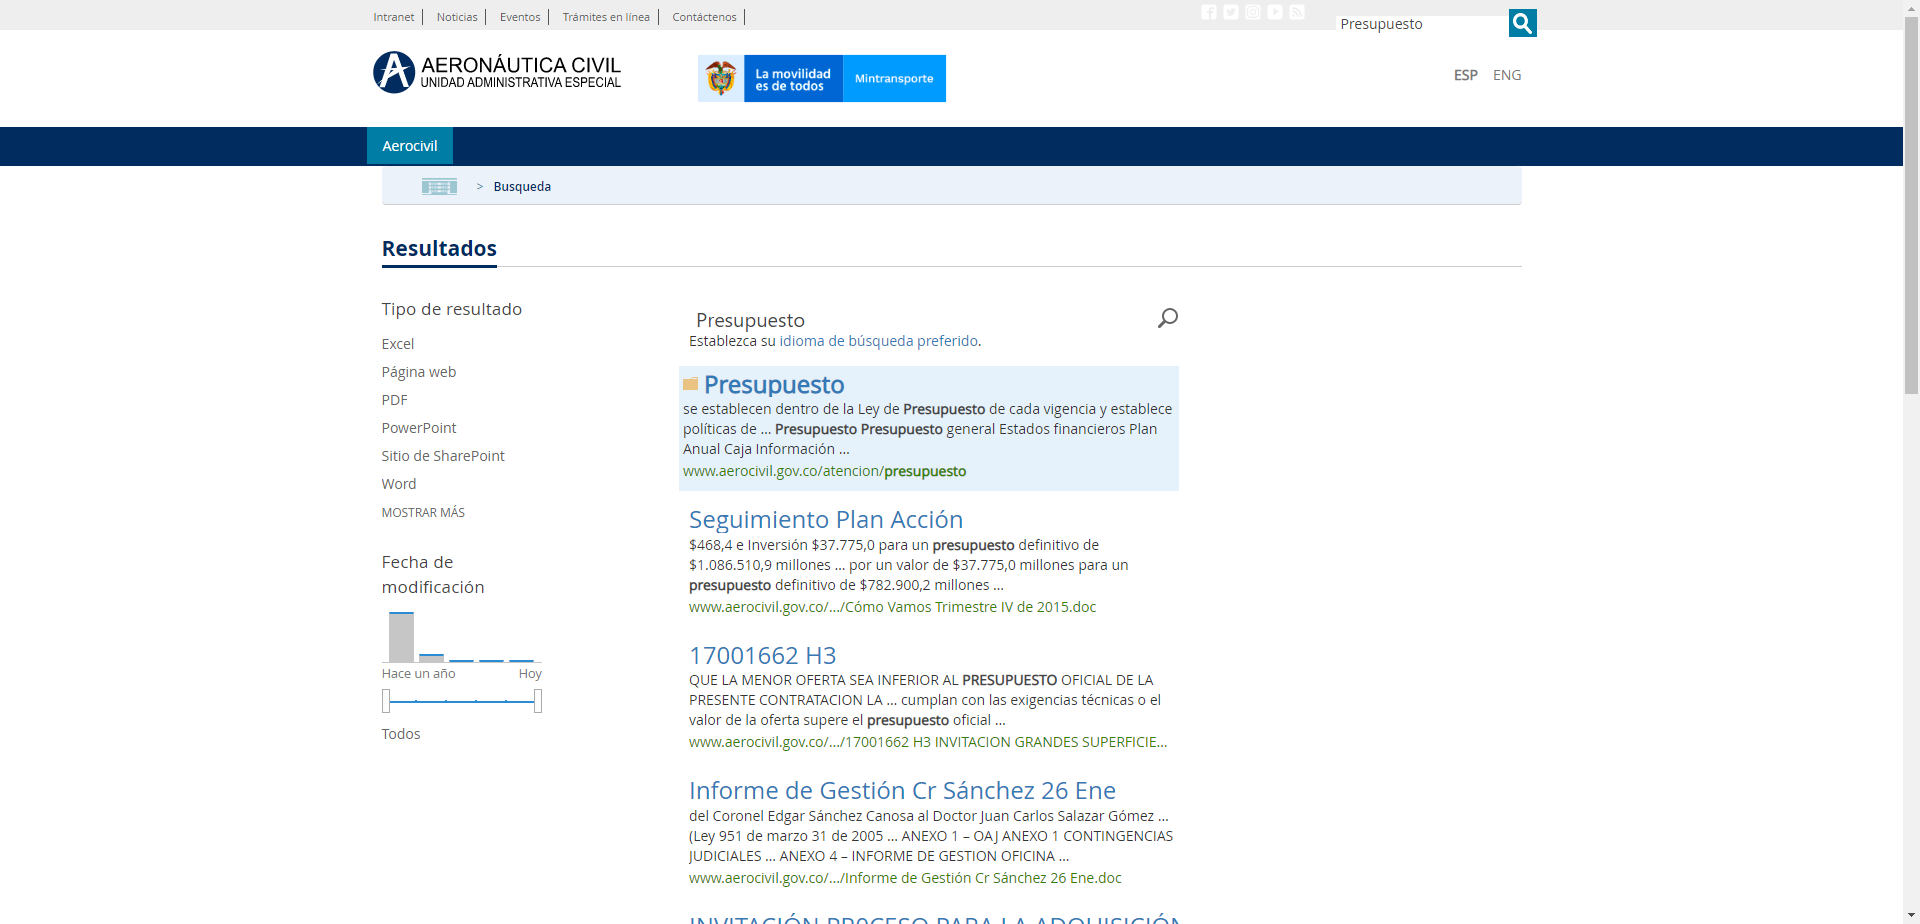 Intranet
Noticias
Eventos
Trámites en línea
Contáctenos
Presupuesto
AERONÁUTICA CIVIL
UNIDAD ADMINISTRATIVA ESPECIAL
La movilidad
es de todos
Mintransporte
ESP ENG
Aerocivil
> Busqueda
Resultados
Tipo de resultado
Excel
Página web
PDF
PowerPoint
Sitio de SharePoint
Word
MOSTRAR MÁS
Fecha de
modificación
Hace un año Hoy
Todos
Presupuesto
Establezca su idioma de búsqueda preferido.
Presupuesto
se establecen dentro de la Ley de Presupuesto de cada vigencia y establece
políticas de ... Presupuesto Presupuesto general Estados financieros Plan
Anual Caja Información ...
www.aerocivil.gov.co/atencion/presupuesto
Seguimiento Plan Acción
$468,4 e Inversión $37.775,0 para un presupuesto definitivo de
$1.086.510,9 millones ... por un valor de $37.775,0 millones para un
presupuesto definitivo de $782.900,2 millones ...
www.aerocivil.gov.co/.../Cómo Vamos Trimestre IV de 2015.doc
17001662 H3
QUE LA MENOR OFERTA SEA INFERIOR AL PRESUPUESTO OFICIAL DE LA
PRESENTE CONTRATACION LA ... cumplan con las exigencias técnicas o el
valor de la oferta supere el presupuesto oficial ...
www.aerocivil.gov.co/.../17001662 H3 INVITACION GRANDES SUPERFICIE...
Informe de Gestión Cr Sánchez 26 Ene
del Coronel Edgar Sánchez Canosa al Doctor Juan Carlos Salazar Gómez ...
(Ley 951 de marzo 31 de 2005 ... ANEXO 1 – OAJ ANEXO 1 CONTINGENCIAS
JUDICIALES ... ANEXO 4 – INFORME DE GESTION OFICINA ...
www.aerocivil.gov.co/.../Informe de Gestión Cr Sánchez 26 Ene.doc
INVITACIÓN PROCESO PARA LA ADQUISICIÓN